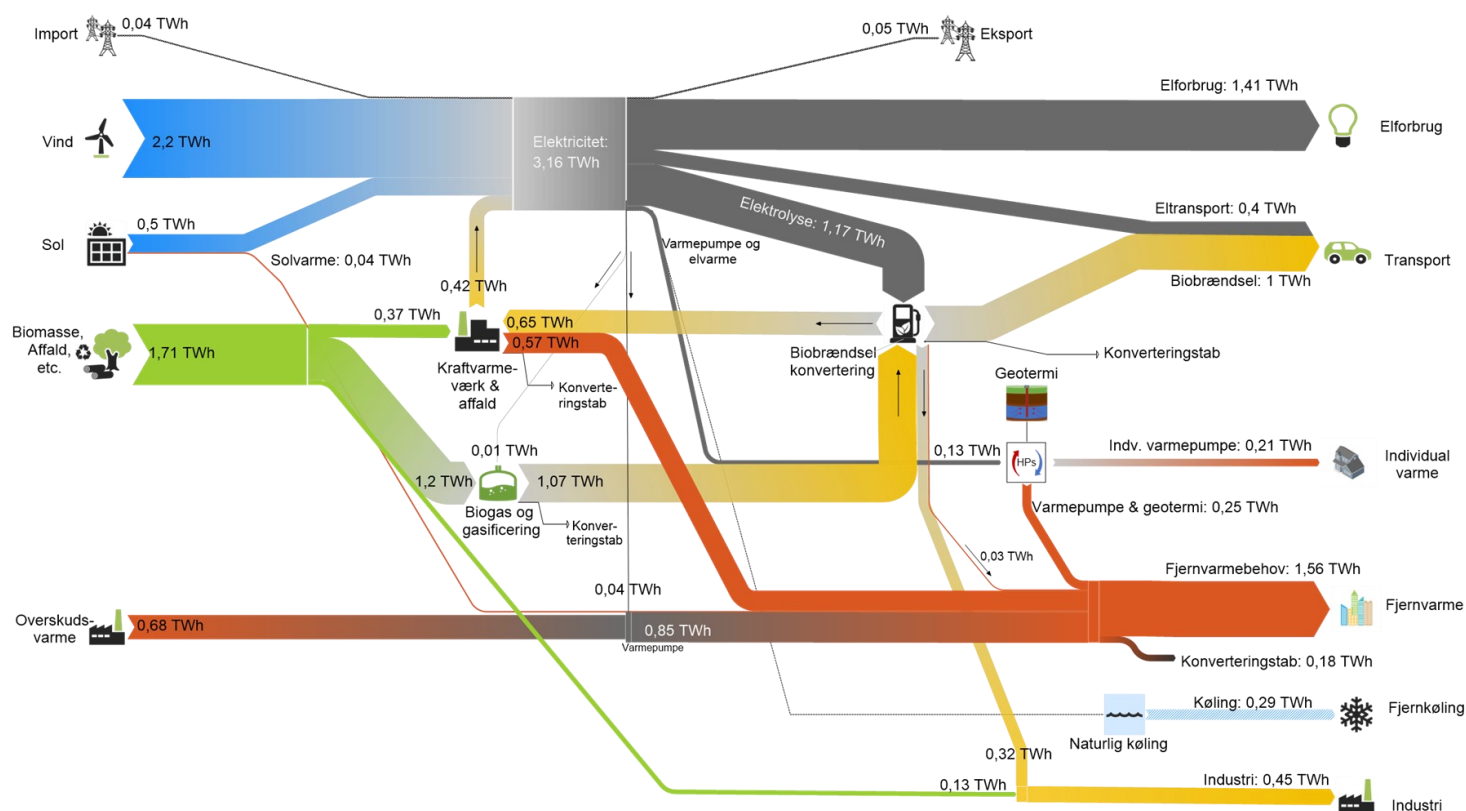 Import
0,04 TWh
0,05 TWh
Eksport
Elforbrug: 1,41 TWh
Vind
2,2 TWh
Elektricitet:
3,16 TWh
Elforbrug
Sol
0,5 TWh
Solvarme: 0,04 TWh
Elektrolyse: 1,17 TWh
Varmepumpe og
elvarme
Eltransport: 0,4 TWh
Transport
Biobrændsel: 1 TWh
0,42 TWh
Biomasse,
Affald,
etc.
1,71 TWh
0,37 TWh
0,65 TWh
0,57 TWh
Kraftvarme-
værk &
affald
Konverte-
ringstab
Biobrændsel
konvertering
Konverteringstab
Geotermi
0,01 TWh
1,2 TWh
1,07 TWh
Biogas og
gasificering
Konver-
teringstab
0,13 TWh
HPs
Indv. varmepumpe: 0,21 TWh
Individual
varme
Varmepumpe & geotermi: 0,25 TWh
0,03 TWh
Fjernvarmebehov: 1,56 TWh
Fjernvarme
0,04 TWh
Overskuds-
varme
0,68 TWh
0,85 TWh
Varmepumpe
Konverteringstab: 0,18 TWh
Køling: 0,29 TWh
Fjernkøling
Naturlig køling
0,32 TWh
0,13 TWh
Industri: 0,45 TWh
Industri